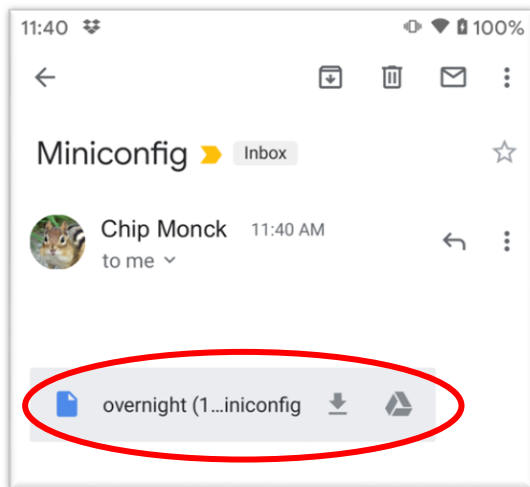 11:40 100%
Miniconfig Inbox
Chip Monck 11:40 AM
to me
overnight (1...iniconfig